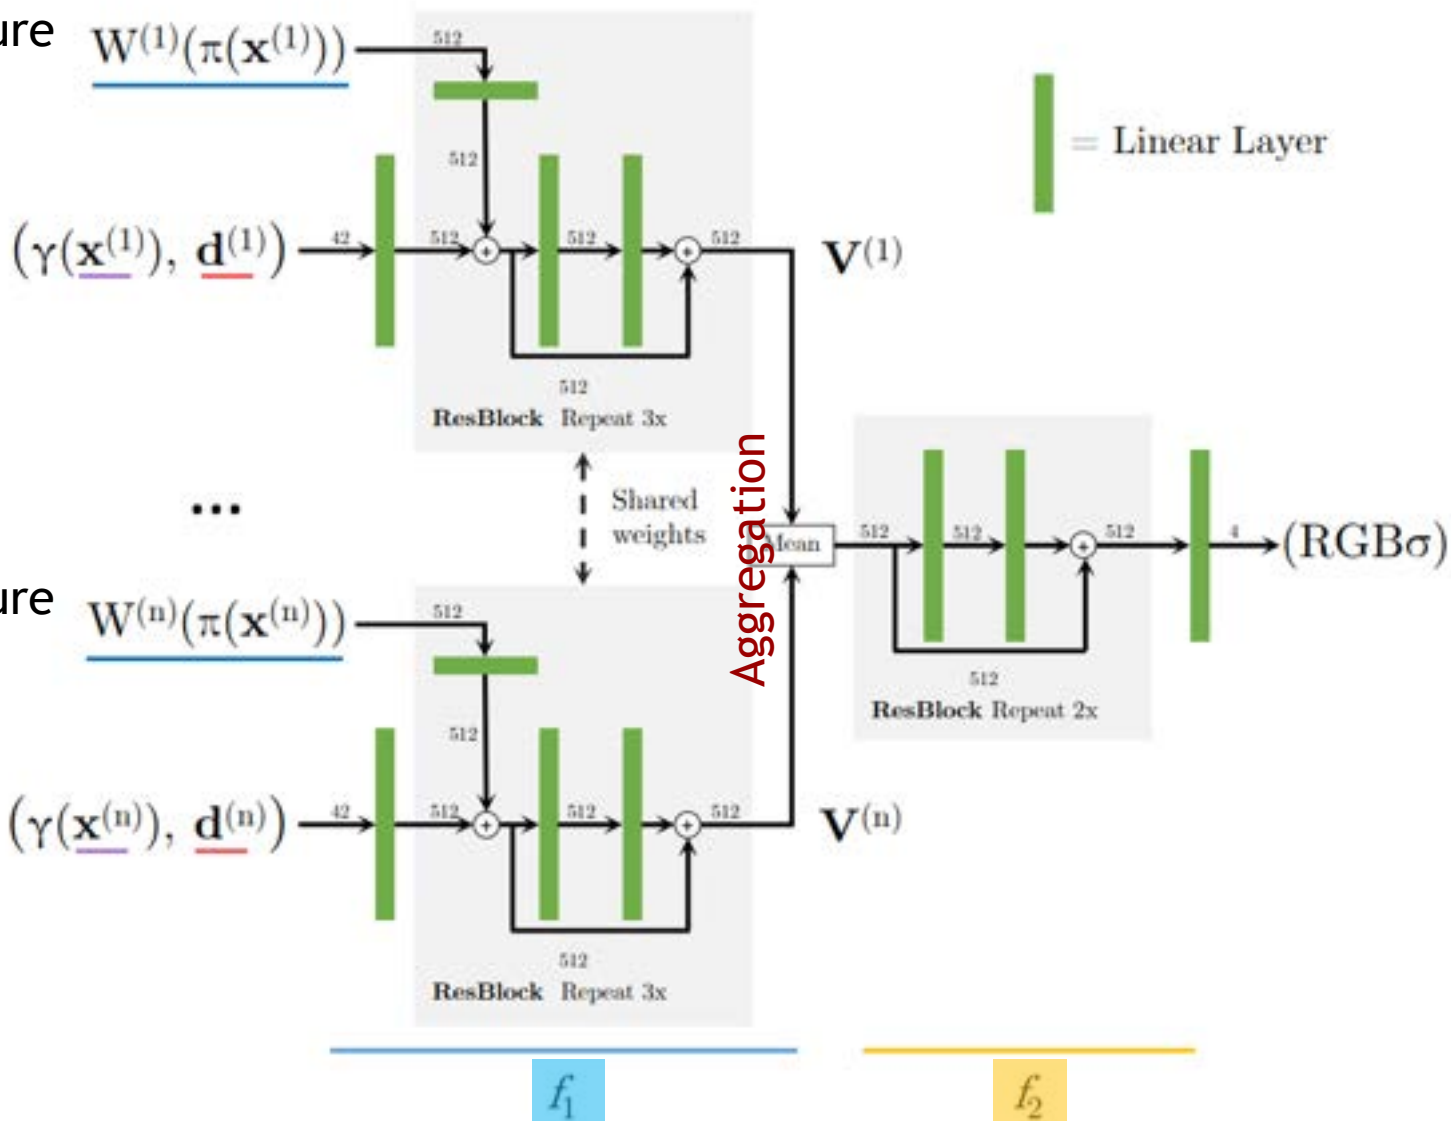 ure
W⁽¹⁾(π(𝐱⁽¹⁾))
512
512
= Linear Layer
(γ(𝐱⁽¹⁾), 𝐝⁽¹⁾)
42
512
512
512
V⁽¹⁾
512
ResBlock Repeat 3x
Aggregation
...
Shared
weights
Mean
512
512
512
4
(RGBσ)
512
ResBlock Repeat 2x
ure
W⁽ⁿ⁾(π(𝐱⁽ⁿ⁾))
512
512
(γ(𝐱⁽ⁿ⁾), 𝐝⁽ⁿ⁾)
42
512
512
512
V⁽ⁿ⁾
512
ResBlock Repeat 3x
f₁
f₂